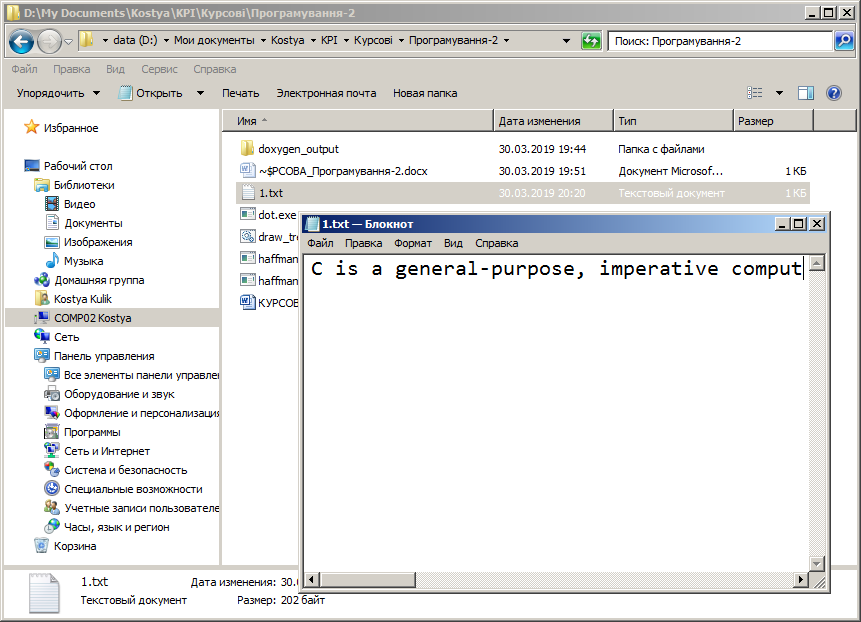 D:\My Documents\Kostya\KPI\Курсові\Програмування-2
data (D:) Мои документы Kostya KPI Курсові Програмування-2
Поиск: Програмування-2
Файл Правка Вид Сервис Справка
Упорядочить Открыть Печать Электронная почта Новая папка
Избранное
Рабочий стол
Библиотеки
Видео
Документы
Изображения
Музыка
Домашняя группа
Kostya Kulik
COMP02 Kostya
Сеть
Панель управления
Все элементы панели управлен
Оборудование и звук
Оформление и персонализация
Программы
Сеть и Интернет
Система и безопасность
Специальные возможности
Учетные записи пользователе
Часы, язык и регион
Корзина
Имя Дата изменения Тип Размер
doxygen_output 30.03.2019 19:44 Папка с файлами
~$РСОВА_Програмування-2.docx 30.03.2019 19:51 Документ Microsof... 1 КБ
1.txt 30.03.2019 20:20 Текстовый документ 1 КБ
dot.exe
draw_tre
haffman
haffman
КУРСОВ
1.txt — Блокнот
Файл Правка Формат Вид Справка
C is a general-purpose, imperative comput
1.txt Дата изменения: 30.0
Текстовый документ Размер: 202 байт